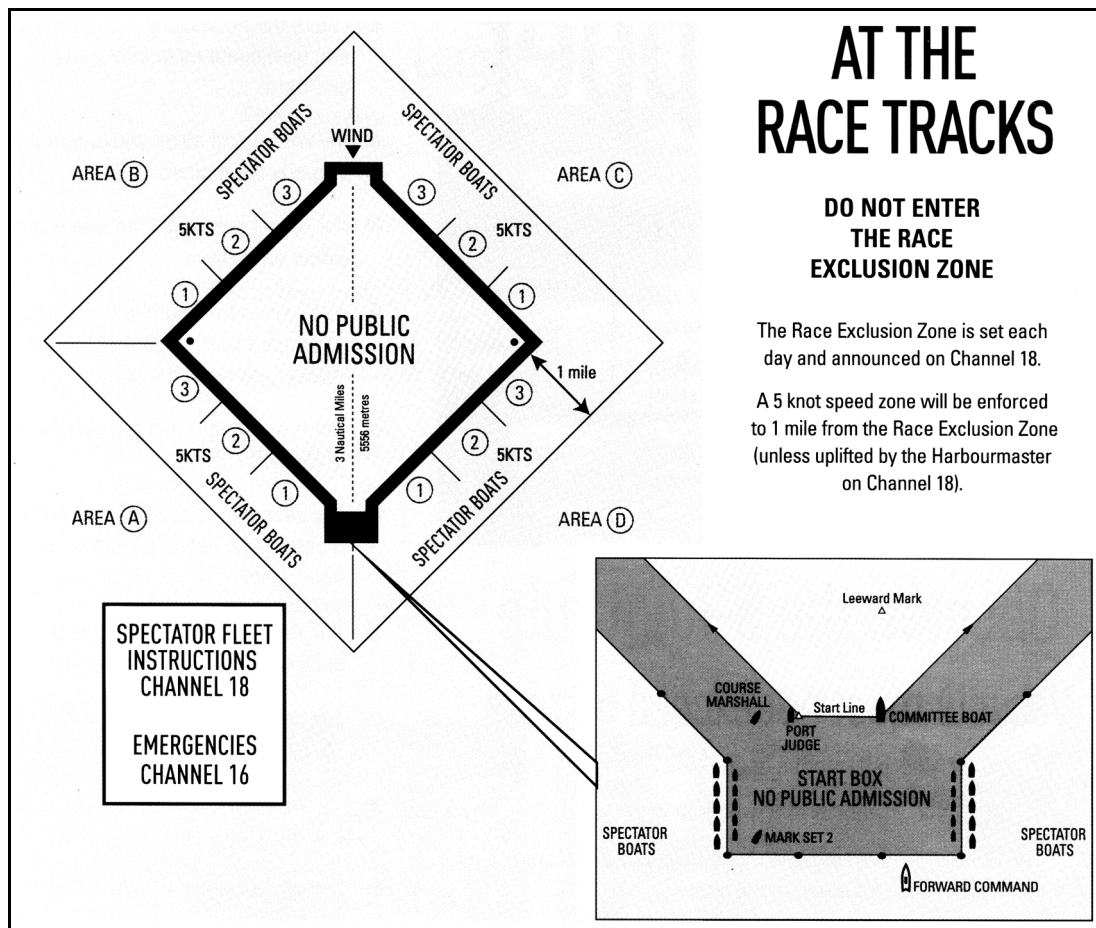 AT THE
RACE TRACKS
DO NOT ENTER
THE RACE
EXCLUSION ZONE
The Race Exclusion Zone is set each
day and announced on Channel 18.
A 5 knot speed zone will be enforced
to 1 mile from the Race Exclusion Zone
(unless uplifted by the Harbourmaster
on Channel 18).
WIND
AREA B
SPECTATOR BOATS
SPECTATOR BOATS
AREA C
3
3
5KTS
2
2
5KTS
1
1
NO PUBLIC
ADMISSION
1 mile
3
3
3 Nautical Miles
5556 metres
5KTS
2
2
5KTS
1
1
AREA A
SPECTATOR BOATS
SPECTATOR BOATS
AREA D
SPECTATOR FLEET
INSTRUCTIONS
CHANNEL 18
EMERGENCIES
CHANNEL 16
Leeward Mark
COURSE
MARSHALL
Start Line
COMMITTEE BOAT
PORT
JUDGE
START BOX
NO PUBLIC ADMISSION
MARK SET 2
SPECTATOR
BOATS
SPECTATOR
BOATS
FORWARD COMMAND